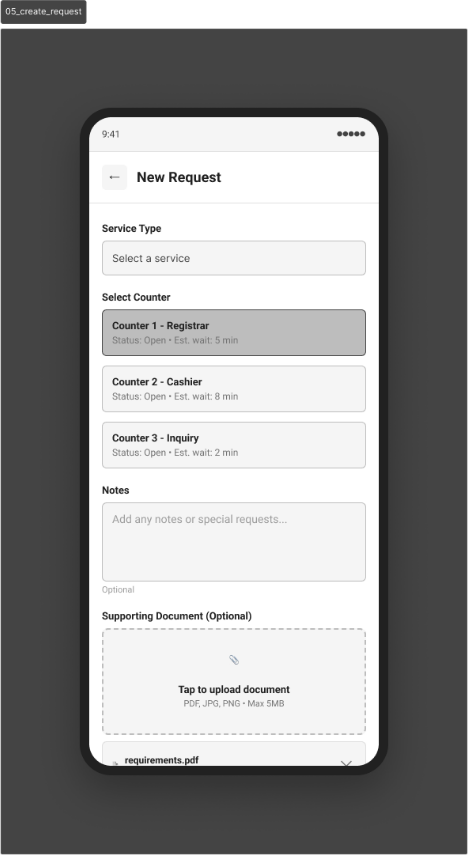 05_create_request
9:41
← New Request
Service Type
Select a service
Select Counter
Counter 1 - Registrar
Status: Open • Est. wait: 5 min
Counter 2 - Cashier
Status: Open • Est. wait: 8 min
Counter 3 - Inquiry
Status: Open • Est. wait: 2 min
Notes
Add any notes or special requests...
Optional
Supporting Document (Optional)
Tap to upload document
PDF, JPG, PNG • Max 5MB
requirements.pdf